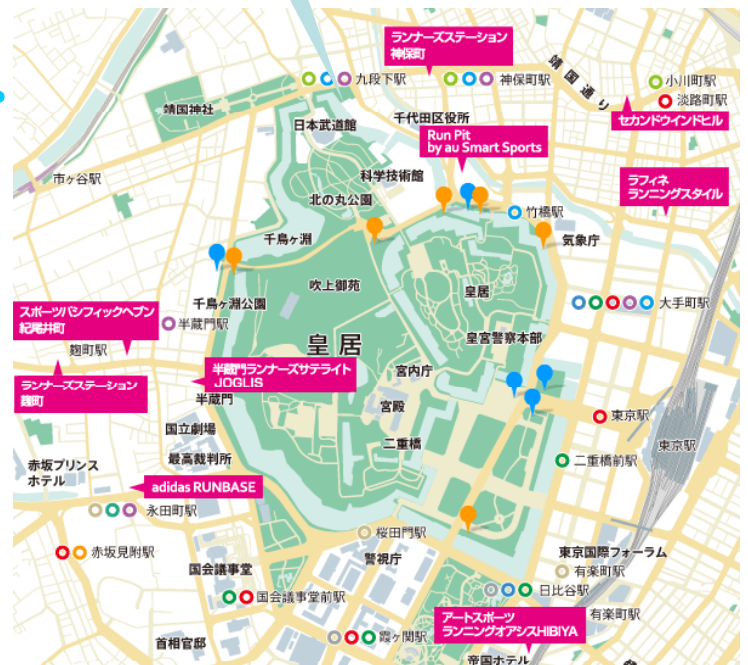 ランナーズステーション
神保町
九段下駅
神保町駅
靖国通り
小川町駅
淡路町駅
靖国神社
日本武道館
千代田区役所
セカンドウインドヒル
Run Pit
by au Smart Sports
科学技術館
市ヶ谷駅
北の丸公園
ラフィネ
ランニングスタイル
竹橋駅
千鳥ヶ淵
気象庁
吹上御苑
皇居
千鳥ヶ淵公園
大手町駅
スポーツパシフィックヘブン
紀尾井町
半蔵門駅
皇宮警察本部
麹町駅
皇居
宮内庁
半蔵門ランナーズサテライト
JOGLIS
ランナーズステーション
麹町
半蔵門
宮殿
東京駅
国立劇場
二重橋
東京駅
最高裁判所
二重橋前駅
赤坂プリンス
ホテル
adidas RUNBASE
永田町駅
桜田門駅
赤坂見附駅
警視庁
東京国際フォーラム
国会議事堂
有楽町駅
国会議事堂前駅
日比谷駅
有楽町駅
アートスポーツ
ランニングオアシスHIBIYA
首相官邸
霞ヶ関駅
帝国ホテル